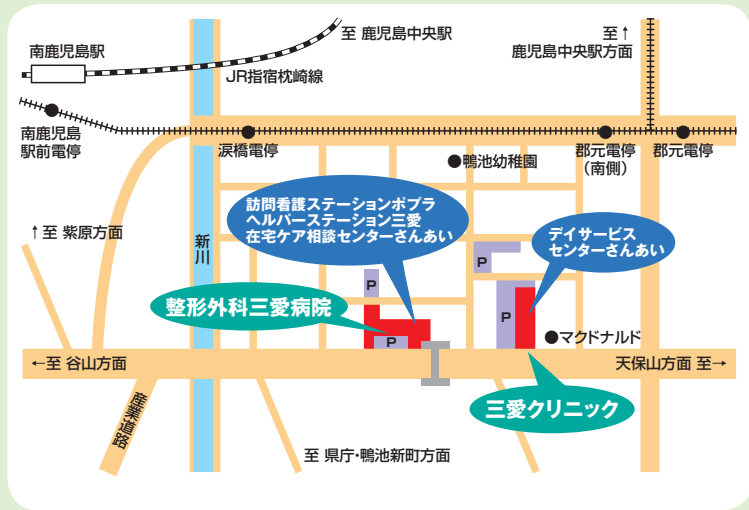 南鹿児島駅
至 鹿児島中央駅
至↑
鹿児島中央駅方面
JR指宿枕崎線
南鹿児島
駅前電停
涙橋電停
郡元電停
(南側)
郡元電停
●鴨池幼稚園
訪問看護ステーションポプラ
ヘルパーステーション三愛
在宅ケア相談センターさんあい
↑至 紫原方面
新川
デイサービス
センターさんあい
P
P
整形外科三愛病院
P
P
●マクドナルド
←至 谷山方面
天保山方面 至→
産業道路
三愛クリニック
至 県庁・鴨池新町方面